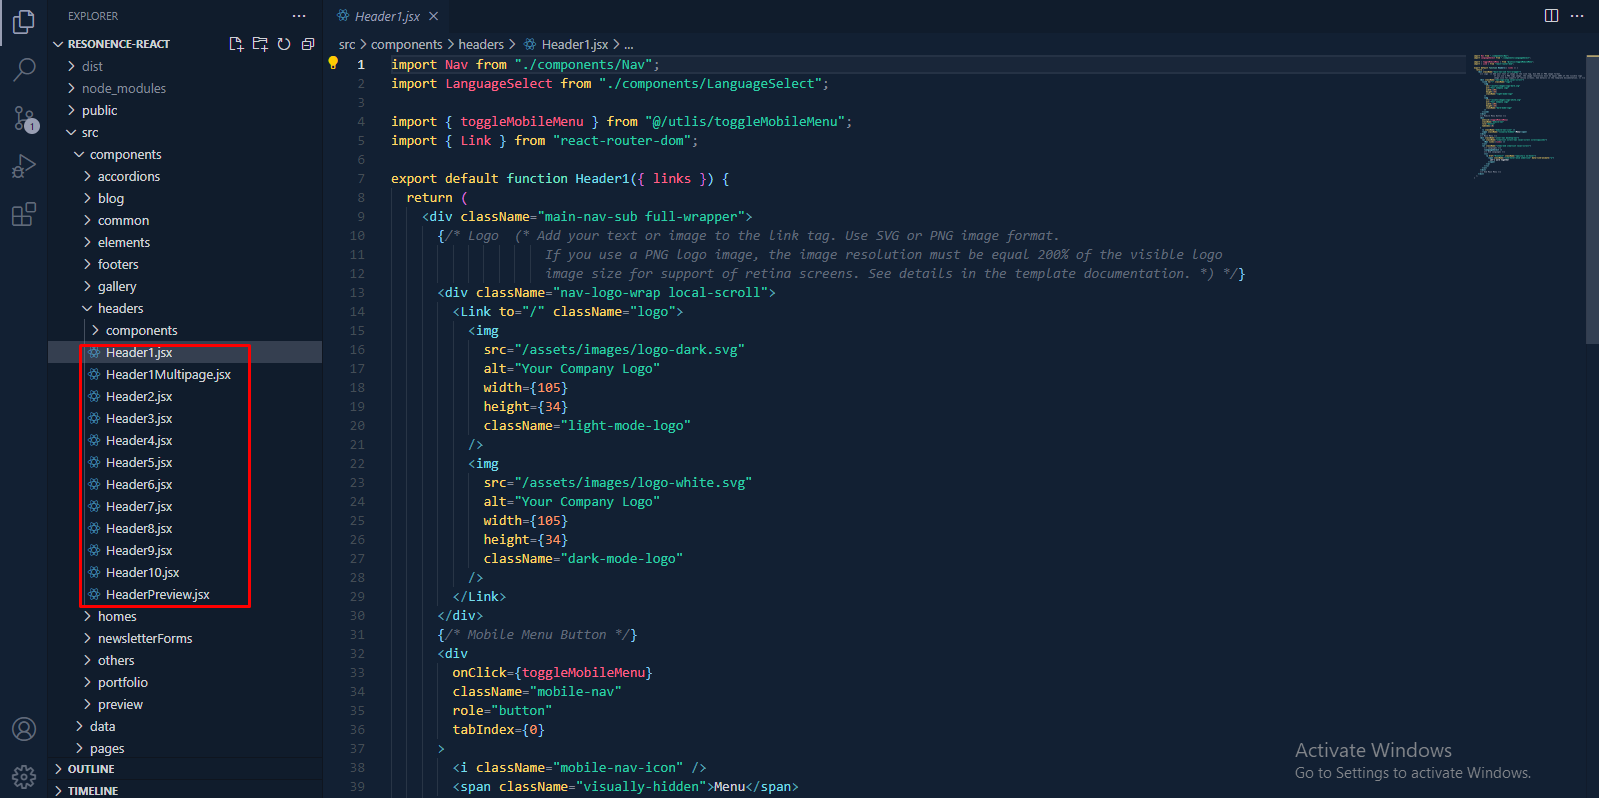 EXPLORER
RESONENCE-REACT
dist
node_modules
public
src
components
accordions
blog
common
elements
footers
gallery
headers
components
Header1.jsx
Header1Multipage.jsx
Header2.jsx
Header3.jsx
Header4.jsx
Header5.jsx
Header6.jsx
Header7.jsx
Header8.jsx
Header9.jsx
Header10.jsx
HeaderPreview.jsx
homes
newsletterForms
others
portfolio
preview
data
pages
OUTLINE
TIMELINE
1
Header1.jsx
src > components > headers > Header1.jsx > ...
1 import Nav from "./components/Nav";
2 import LanguageSelect from "./components/LanguageSelect";
3
4 import { toggleMobileMenu } from "@/utlis/toggleMobileMenu";
5 import { Link } from "react-router-dom";
6
7 export default function Header1({ links }) {
8 return (
9 <div className="main-nav-sub full-wrapper">
10 {/* Logo (* Add your text or image to the link tag. Use SVG or PNG image format.
11 If you use a PNG logo image, the image resolution must be equal 200% of the visible logo
12 image size for support of retina screens. See details in the template documentation. *) */}
13 <div className="nav-logo-wrap local-scroll">
14 <Link to="/" className="logo">
15 <img
16 src="/assets/images/logo-dark.svg"
17 alt="Your Company Logo"
18 width={105}
19 height={34}
20 className="light-mode-logo"
21 />
22 <img
23 src="/assets/images/logo-white.svg"
24 alt="Your Company Logo"
25 width={105}
26 height={34}
27 className="dark-mode-logo"
28 />
29 </Link>
30 </div>
31 {/* Mobile Menu Button */}
32 <div
33 onClick={toggleMobileMenu}
34 className="mobile-nav"
35 role="button"
36 tabIndex={0}
37 >
38 <i className="mobile-nav-icon" />
39 <span className="visually-hidden">Menu</span>
Activate Windows
Go to Settings to activate Windows.